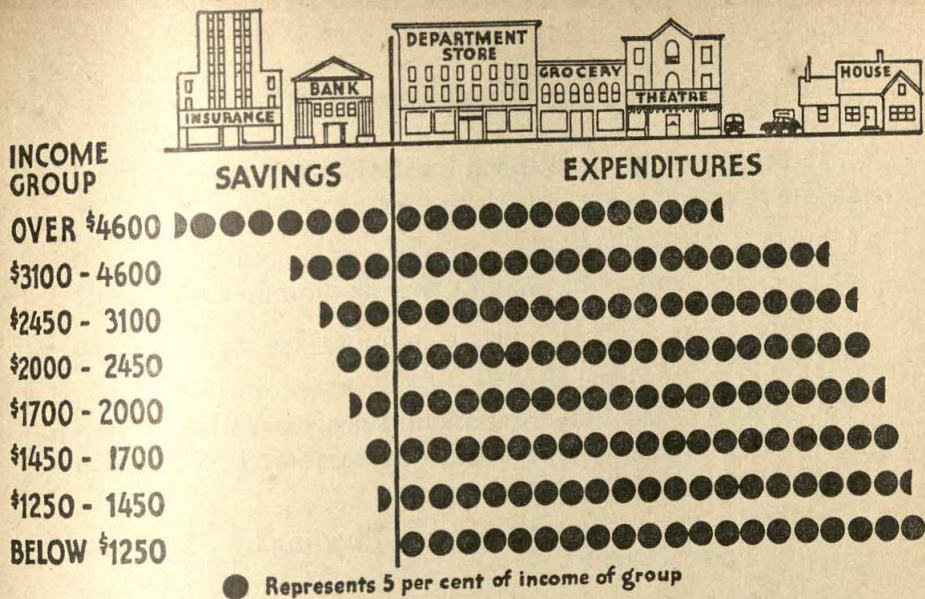 INSURANCE
BANK
DEPARTMENT
STORE
GROCERY
THEATRE
HOUSE
INCOME
GROUP
SAVINGS
EXPENDITURES
OVER $4600
$3100 - 4600
$2450 - 3100
$2000 - 2450
$1700 - 2000
$1450 - 1700
$1250 - 1450
BELOW $1250
Represents 5 per cent of income of group